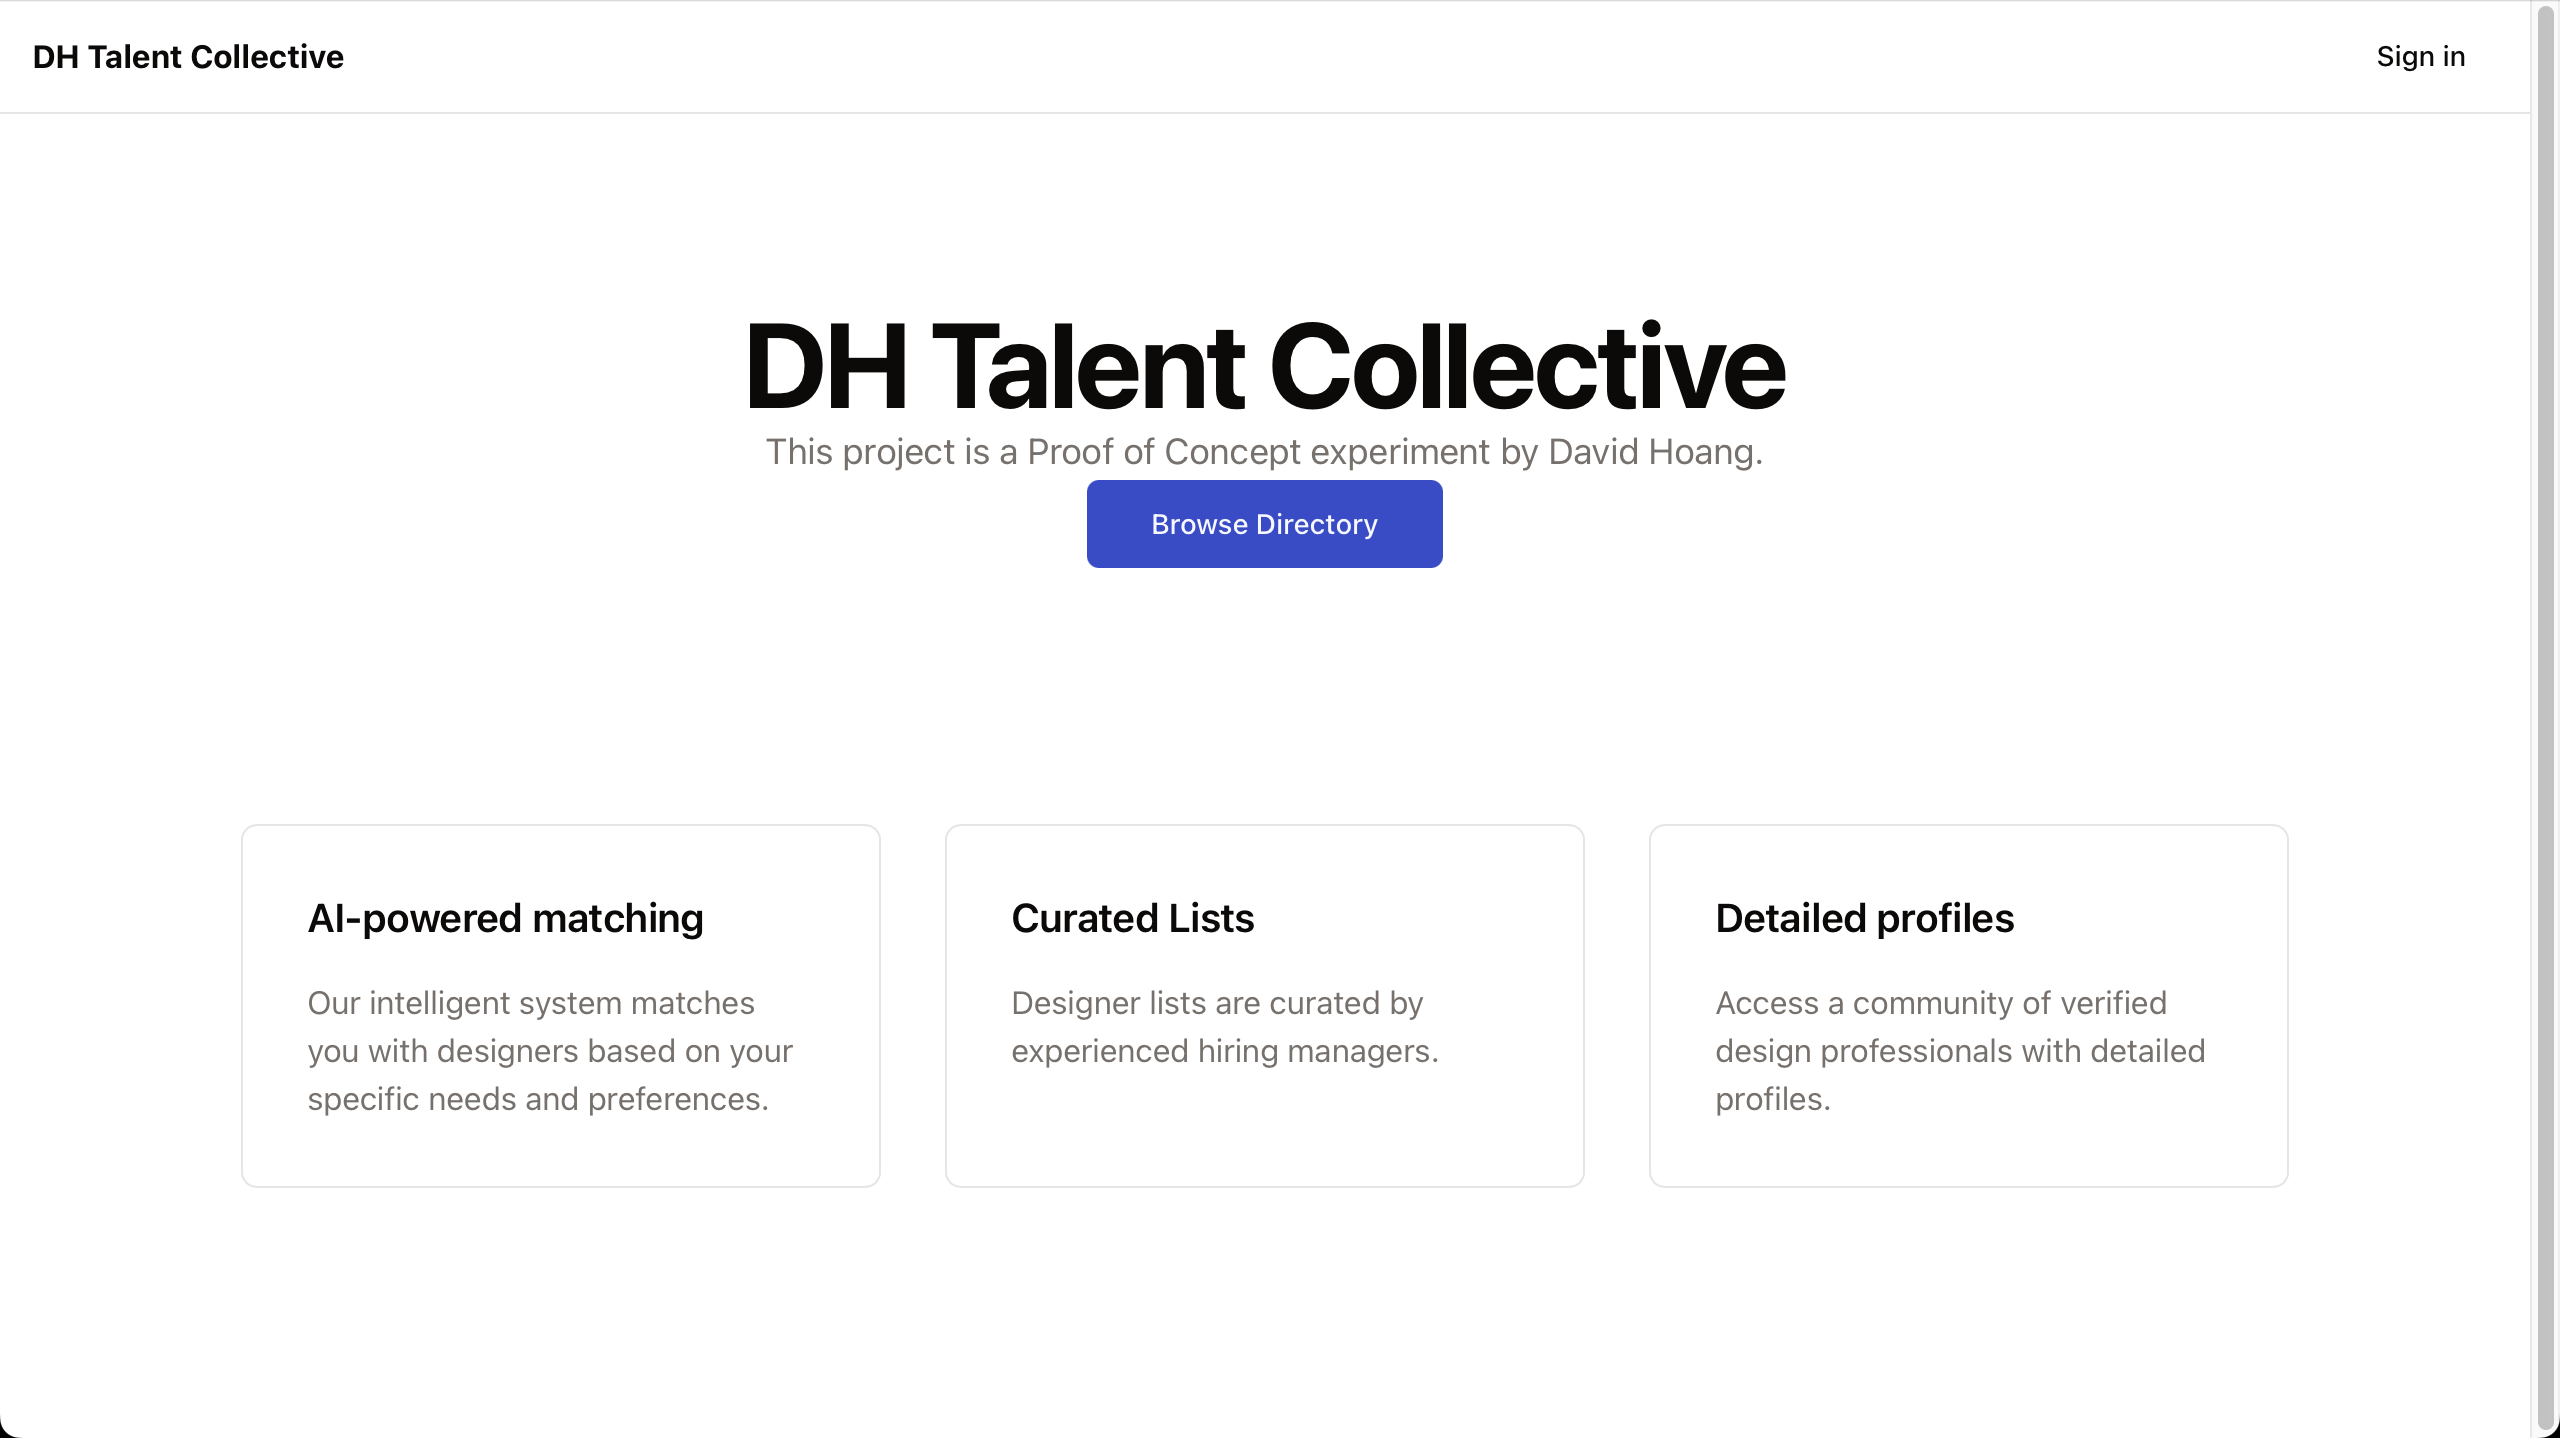 DH Talent Collective
Sign in
DH Talent Collective
This project is a Proof of Concept experiment by David Hoang.
Browse Directory
AI-powered matching
Our intelligent system matches
you with designers based on your
specific needs and preferences.
Curated Lists
Designer lists are curated by
experienced hiring managers.
Detailed profiles
Access a community of verified
design professionals with detailed
profiles.